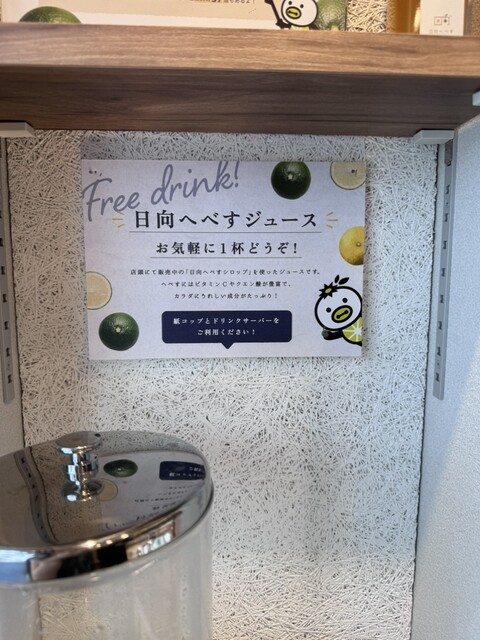 Free drink!
日向へべすジュース
お気軽に1杯どうぞ!
店頭にて販売中の「日向へべすシロップ」を使ったジュースです。
へべすにはビタミンCやクエン酸が豊富で、
カラダにうれしい成分がたっぷり!
紙コップとドリンクサーバーを
ご利用ください!